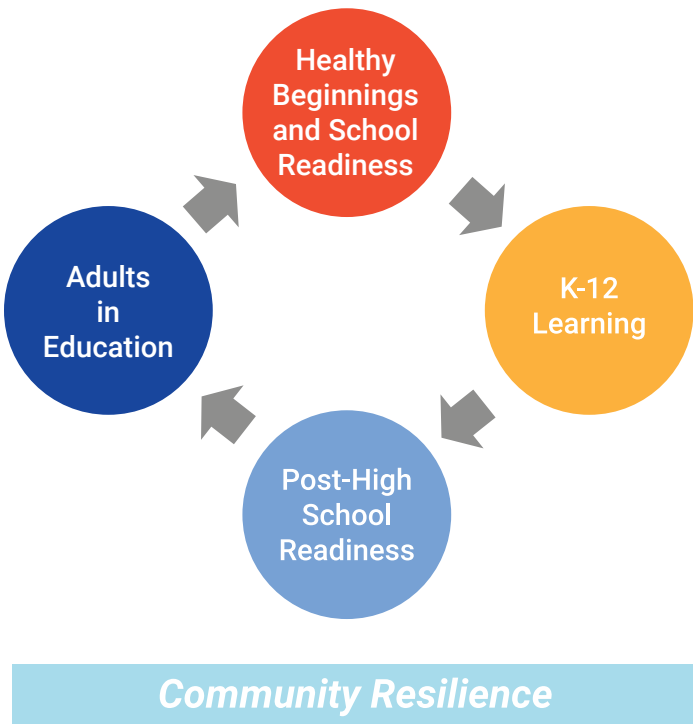 Healthy
Beginnings
and School
Readiness
K-12
Learning
Post-High
School
Readiness
Adults
in
Education
Community Resilience